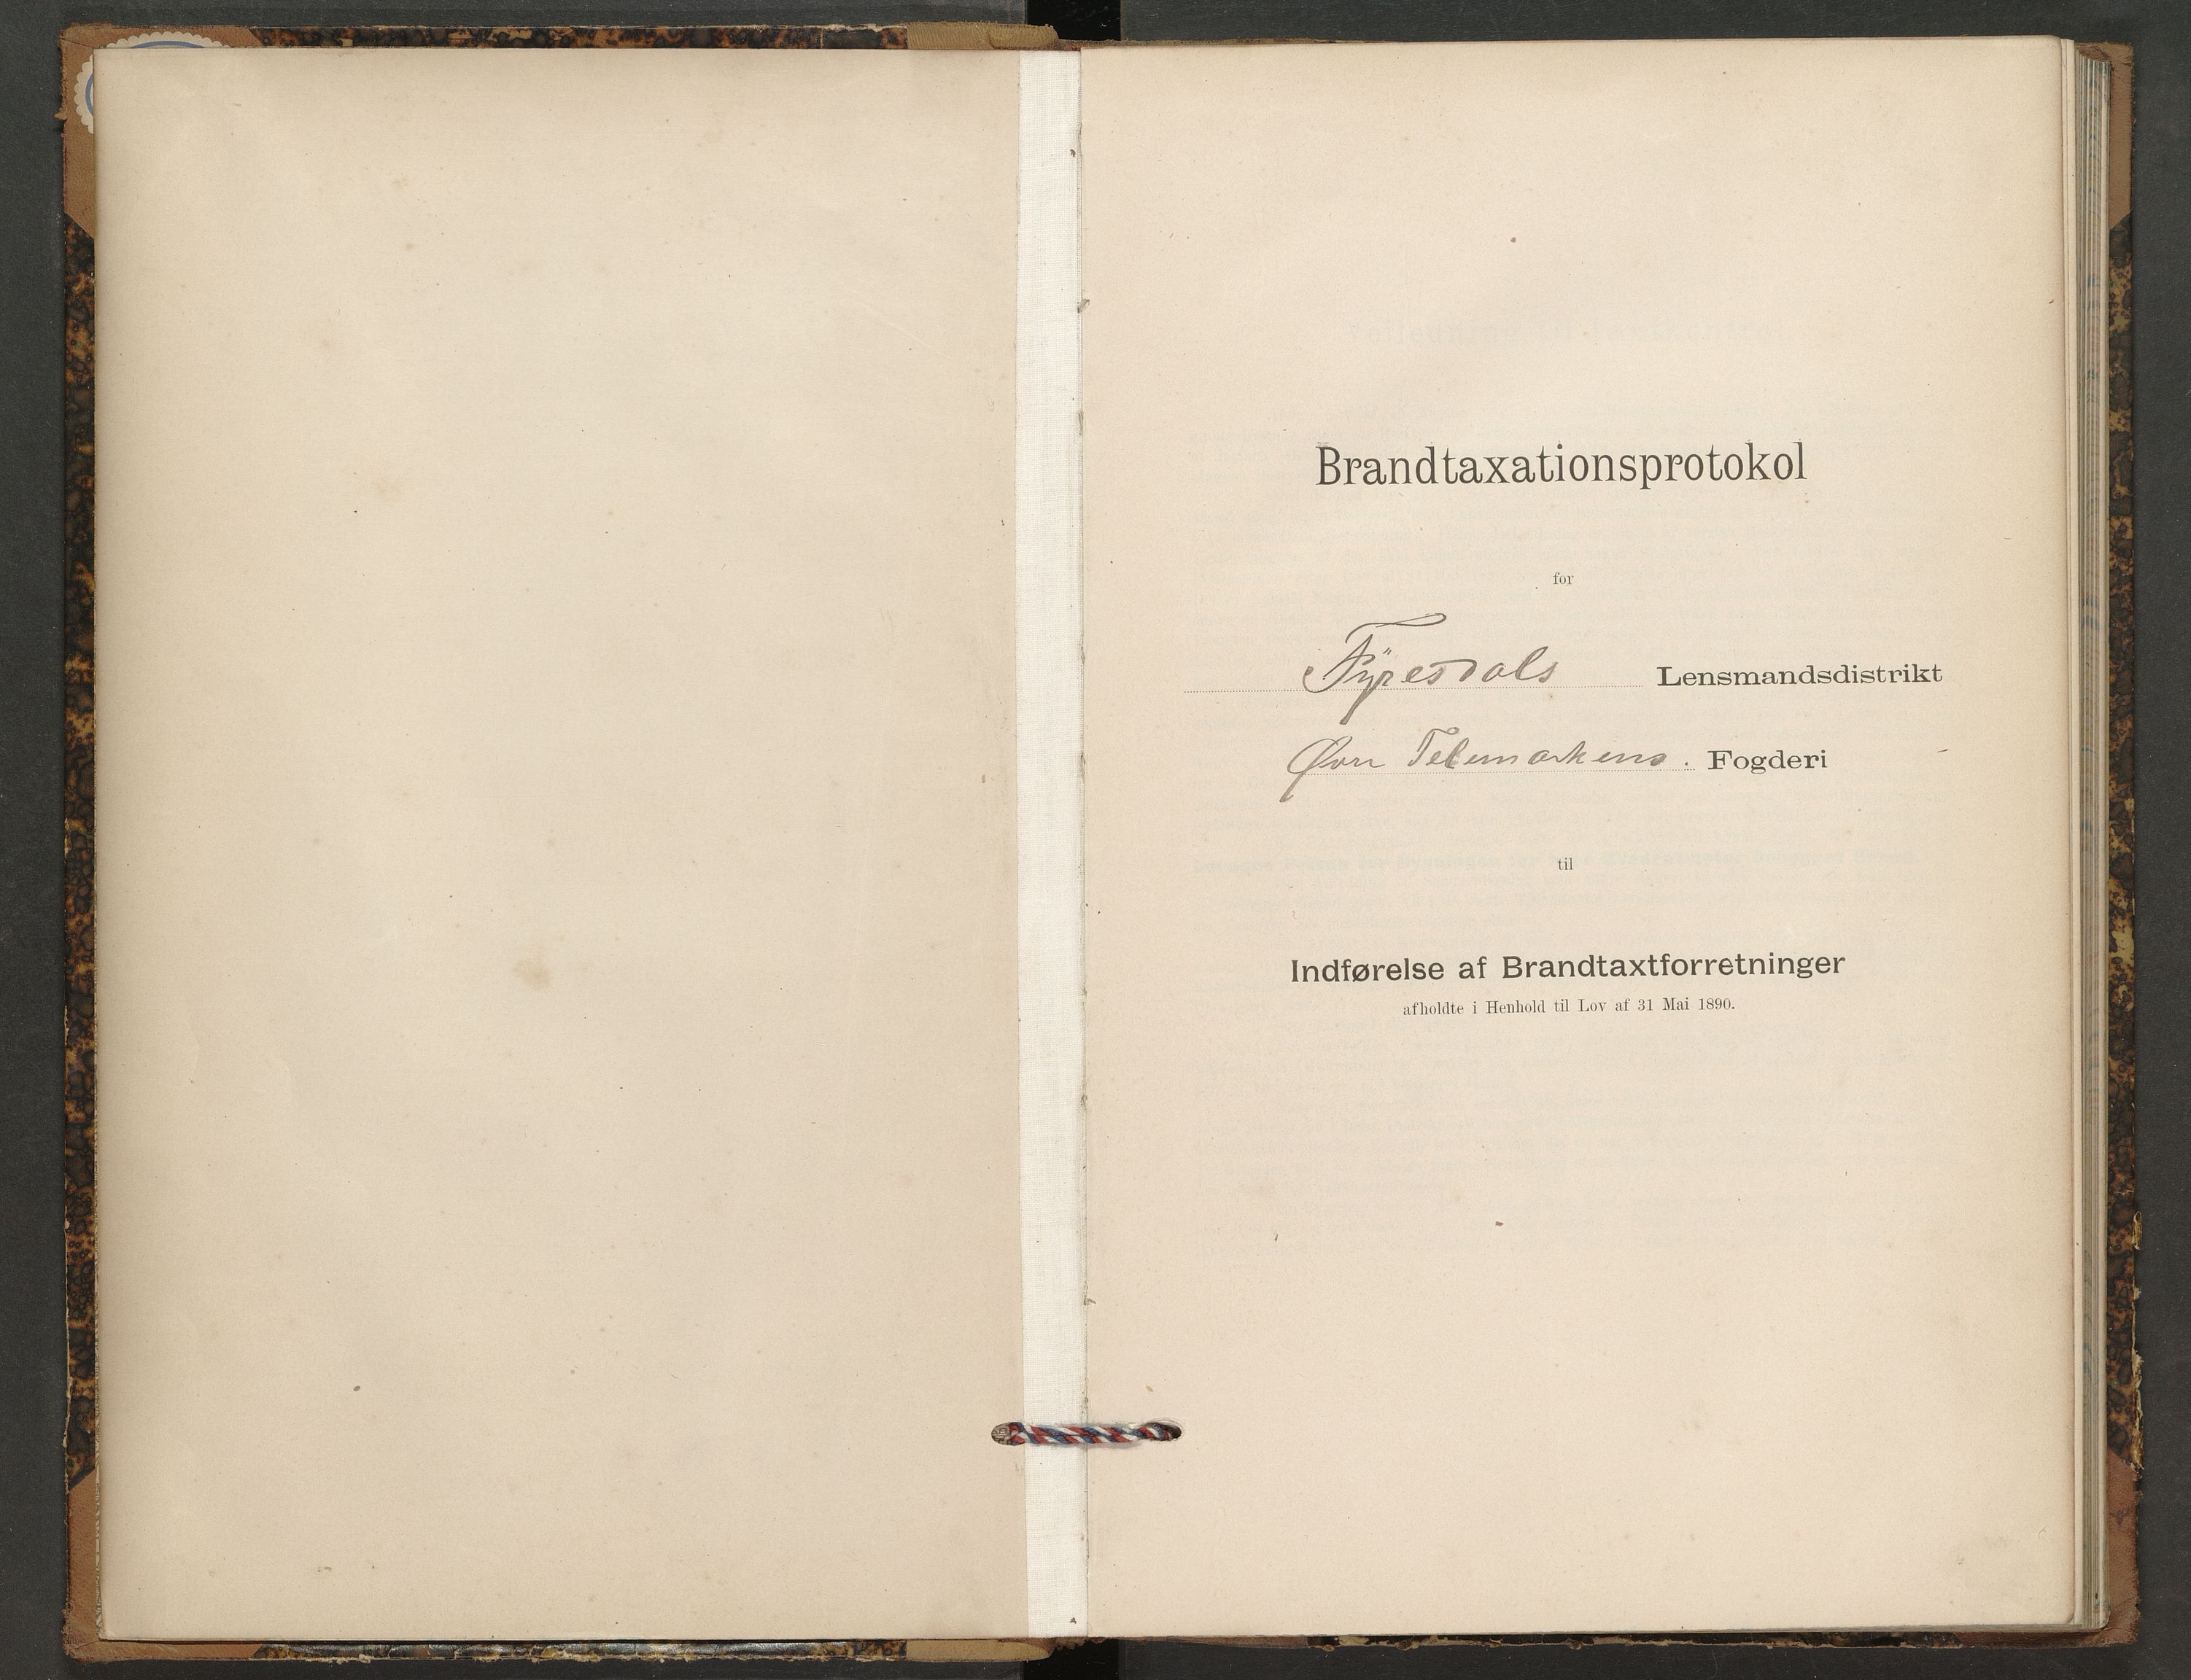 Brandtaxationsprotokol
for
Fyresdals Lensmandsdistrikt
Øvre Telemarkens. Fogderi
til
Indførelse af Brandtaxtforretninger
afholdte i Henhold til Lov af 31 Mai 1890.